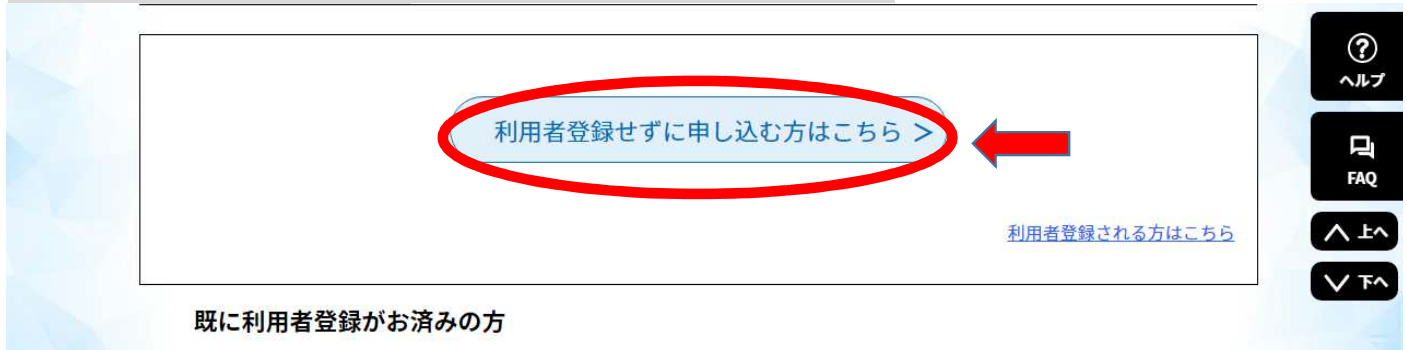 利用者登録せずに申し込む方はこちら >
利用者登録される方はこちら
既に利用者登録がお済みの方
?
ヘルプ
FAQ
上へ
下へ